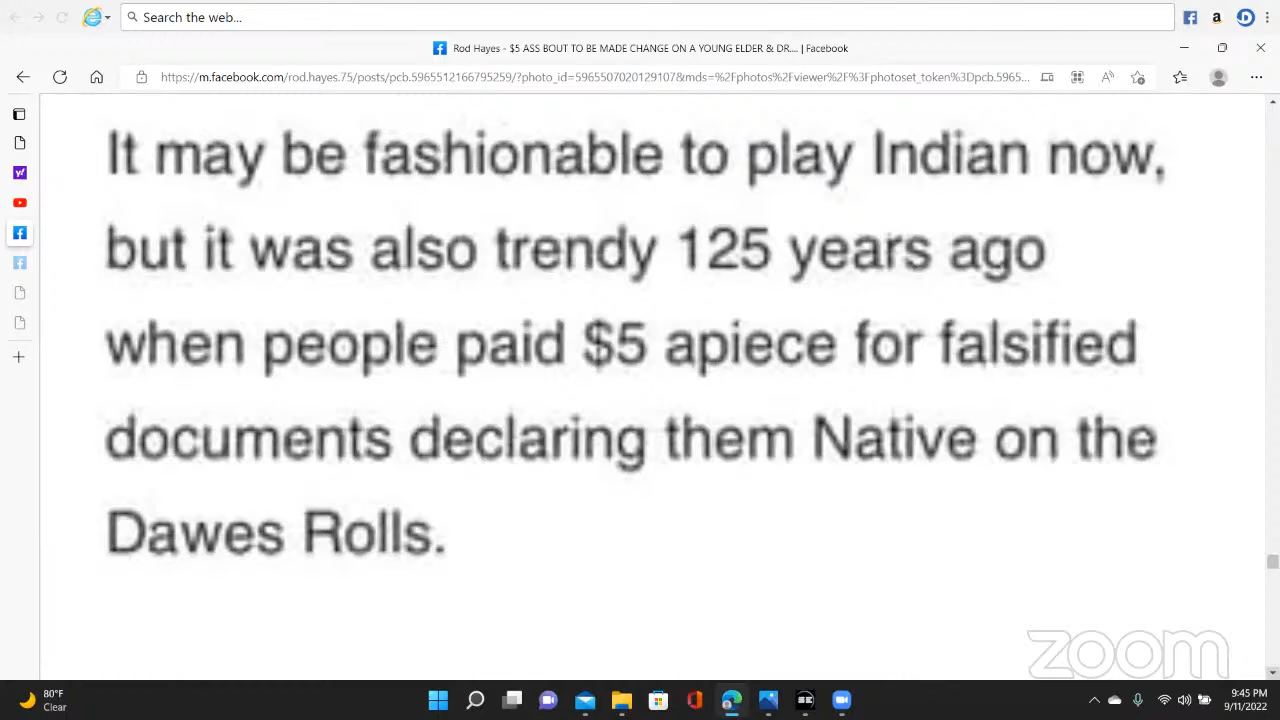 Search the web...
Rod Hayes - $5 ASS BOUT TO BE MADE CHANGE ON A YOUNG ELDER & DR.... | Facebook
https://m.facebook.com/rod.hayes.75/posts/pcb.5965512166795259/?photo_id=5965507020129107&mds=%2Fphotos%2Fviewer%2F%3Fphotoset_token%3Dpcb.5965...
It may be fashionable to play Indian now,
but it was also trendy 125 years ago
when people paid $5 apiece for falsified
documents declaring them Native on the
Dawes Rolls.
zoom
80°F
Clear
9:45 PM
9/11/2022